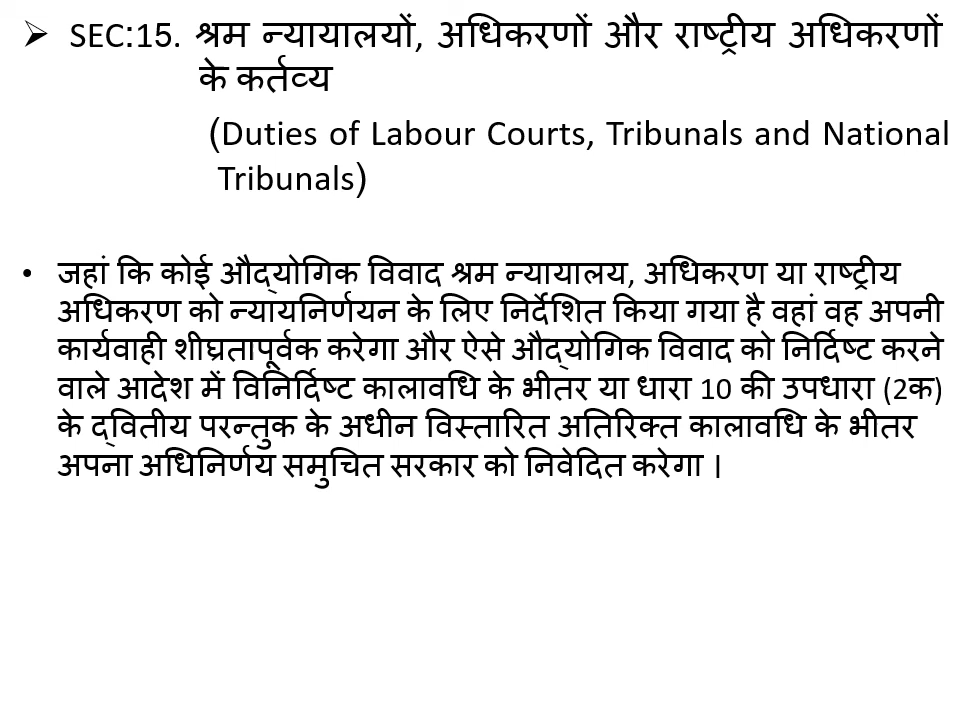 ➢ SEC:15. श्रम न्यायालयों, अधिकरणों और राष्ट्रीय अधिकरणों
के कर्तव्य
(Duties of Labour Courts, Tribunals and National
Tribunals)
• जहां कि कोई औद्योगिक विवाद श्रम न्यायालय, अधिकरण या राष्ट्रीय
अधिकरण को न्यायनिर्णयन के लिए निर्देशित किया गया है वहां वह अपनी
कार्यवाही शीघ्रतापूर्वक करेगा और ऐसे औद्योगिक विवाद को निर्दिष्ट करने
वाले आदेश में विनिर्दिष्ट कालावधि के भीतर या धारा 10 की उपधारा (2क)
के द्वितीय परन्तुक के अधीन विस्तारित अतिरिक्त कालावधि के भीतर
अपना अधिनिर्णय समुचित सरकार को निवेदित करेगा ।